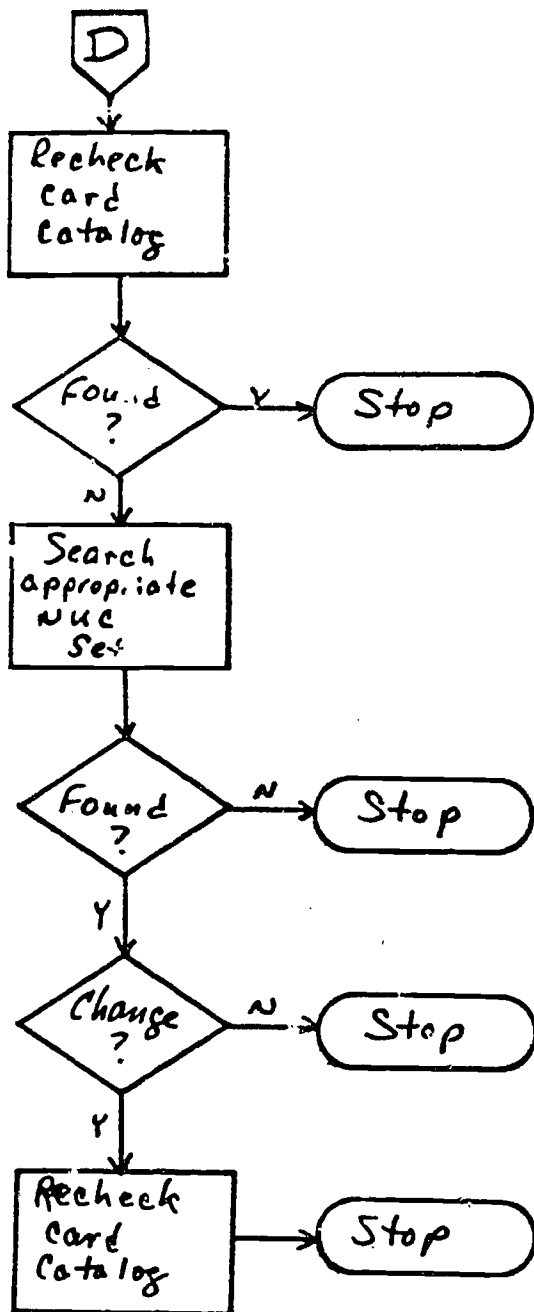 D
Recheck
Card
Catalog
Found
?
Y
Stop
N
Search
appropriate
NUC
Set
Found
?
N
Stop
Y
Change
?
N
Stop
Y
Recheck
Card
Catalog
Stop